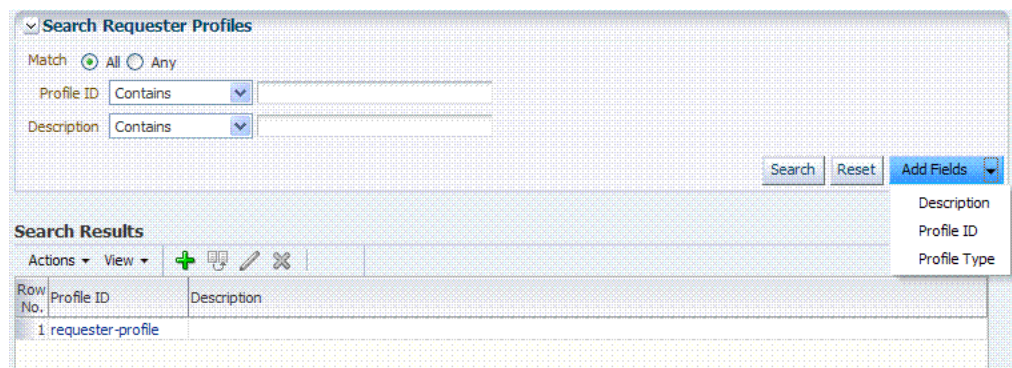 Search Requester Profiles
Match All Any
Profile ID Contains
Description Contains
Search Reset Add Fields
Description
Profile ID
Profile Type
Search Results
Actions View
Row No. Profile ID Description
1 requester-profile